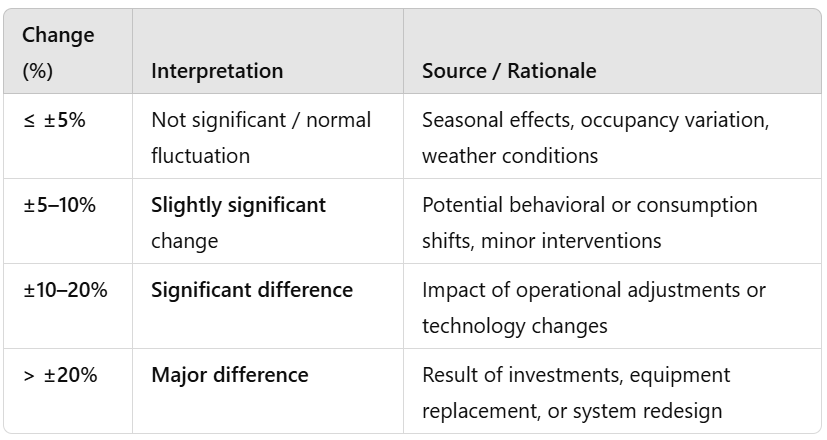 Change
(%)
Interpretation
Source / Rationale
≤ ±5%
Not significant / normal
fluctuation
Seasonal effects, occupancy variation,
weather conditions
±5–10%
Slightly significant
change
Potential behavioral or consumption
shifts, minor interventions
±10–20%
Significant difference
Impact of operational adjustments or
technology changes
> ±20%
Major difference
Result of investments, equipment
replacement, or system redesign